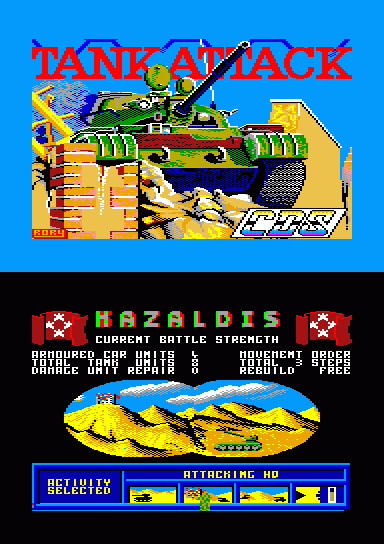 TANK ATTACK
RORY
CDS
KAZALDIS
CURRENT BATTLE STRENGTH
ARMOURED CAR UNITS 4 MOVEMENT ORDER
TOTAL TANK UNITS 8 TOTAL 3 STEPS
DAMAGE UNIT REPAIR 0 REBUILD FREE
ATTACKING HQ
ACTIVITY
SELECTED